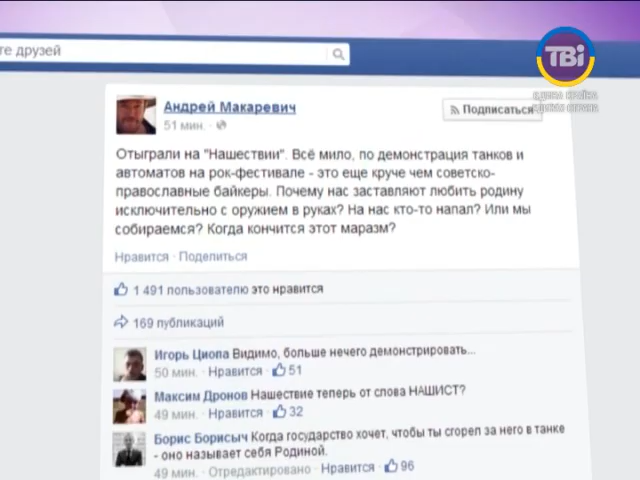 те друзей
ТВі
ЄДИНА КРАЇНА
ЕДИНАЯ СТРАНА
Андрей Макаревич
Подписаться
51 мин.
Отыграли на "Нашествии". Всё мило, по демонстрация танков и
автоматов на рок-фестивале - это еще круче чем советско-
православные байкеры. Почему нас заставляют любить родину
исключительно с оружием в руках? На нас кто-то напал? Или мы
собираемся? Когда кончится этот маразм?
Нравится · Поделиться
1 491 пользователю это нравится
169 публикаций
Игорь Циопа Видимо, больше нечего демонстрировать...
50 мин. · Нравится · 51
Максим Дронов Нашествие теперь от слова НАШИСТ?
49 мин. · Нравится · 32
Борис Борисыч Когда государство хочет, чтобы ты сгорел за него в танке
- оно называет себя Родиной.
49 мин. · Отредактировано · Нравится · 96